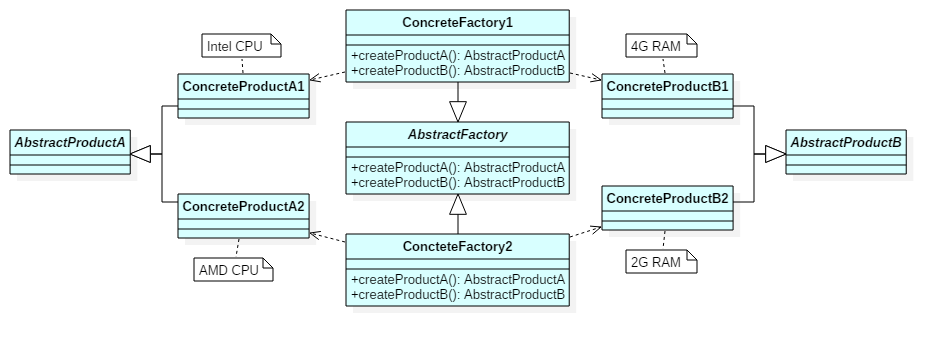 ConcreteFactory1
+createProductA(): AbstractProductA
+createProductB(): AbstractProductB
Intel CPU
4G RAM
ConcreteProductA1
ConcreteProductB1
AbstractProductA
AbstractFactory
+createProductA(): AbstractProductA
+createProductB(): AbstractProductB
AbstractProductB
ConcreteProductA2
ConcreteProductB2
AMD CPU
2G RAM
ConcteteFactory2
+createProductA(): AbstractProductA
+createProductB(): AbstractProductB